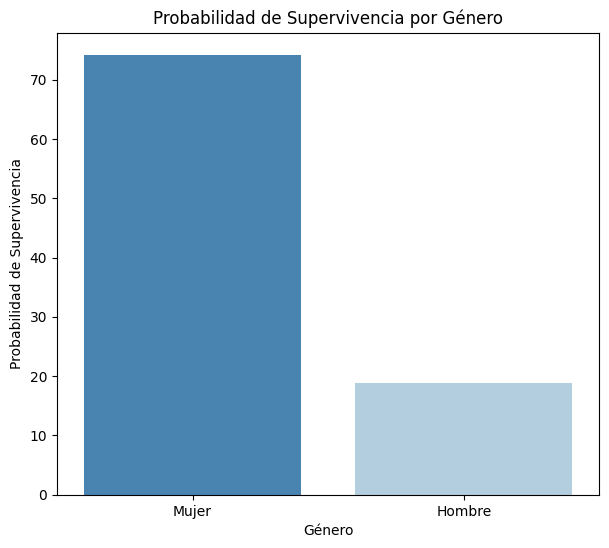 Probabilidad de Supervivencia por Género
Probabilidad de Supervivencia
70
60
50
40
30
20
10
0
Mujer
Hombre
Género